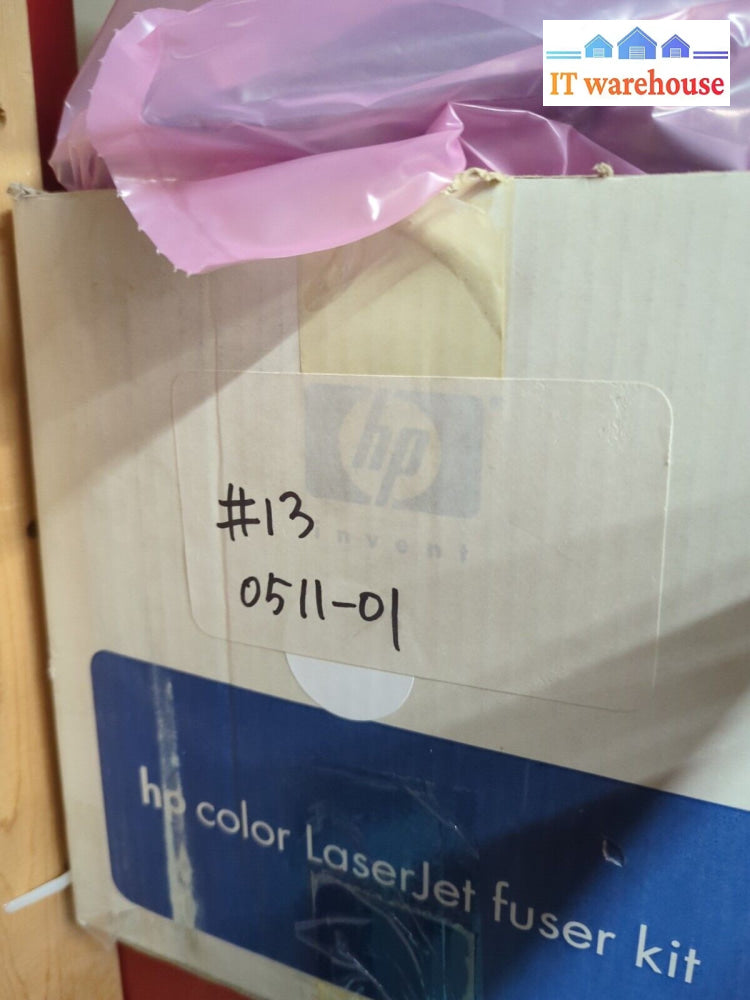 IT warehouse
hp
invent
#13
0511-01
hp color LaserJet fuser kit